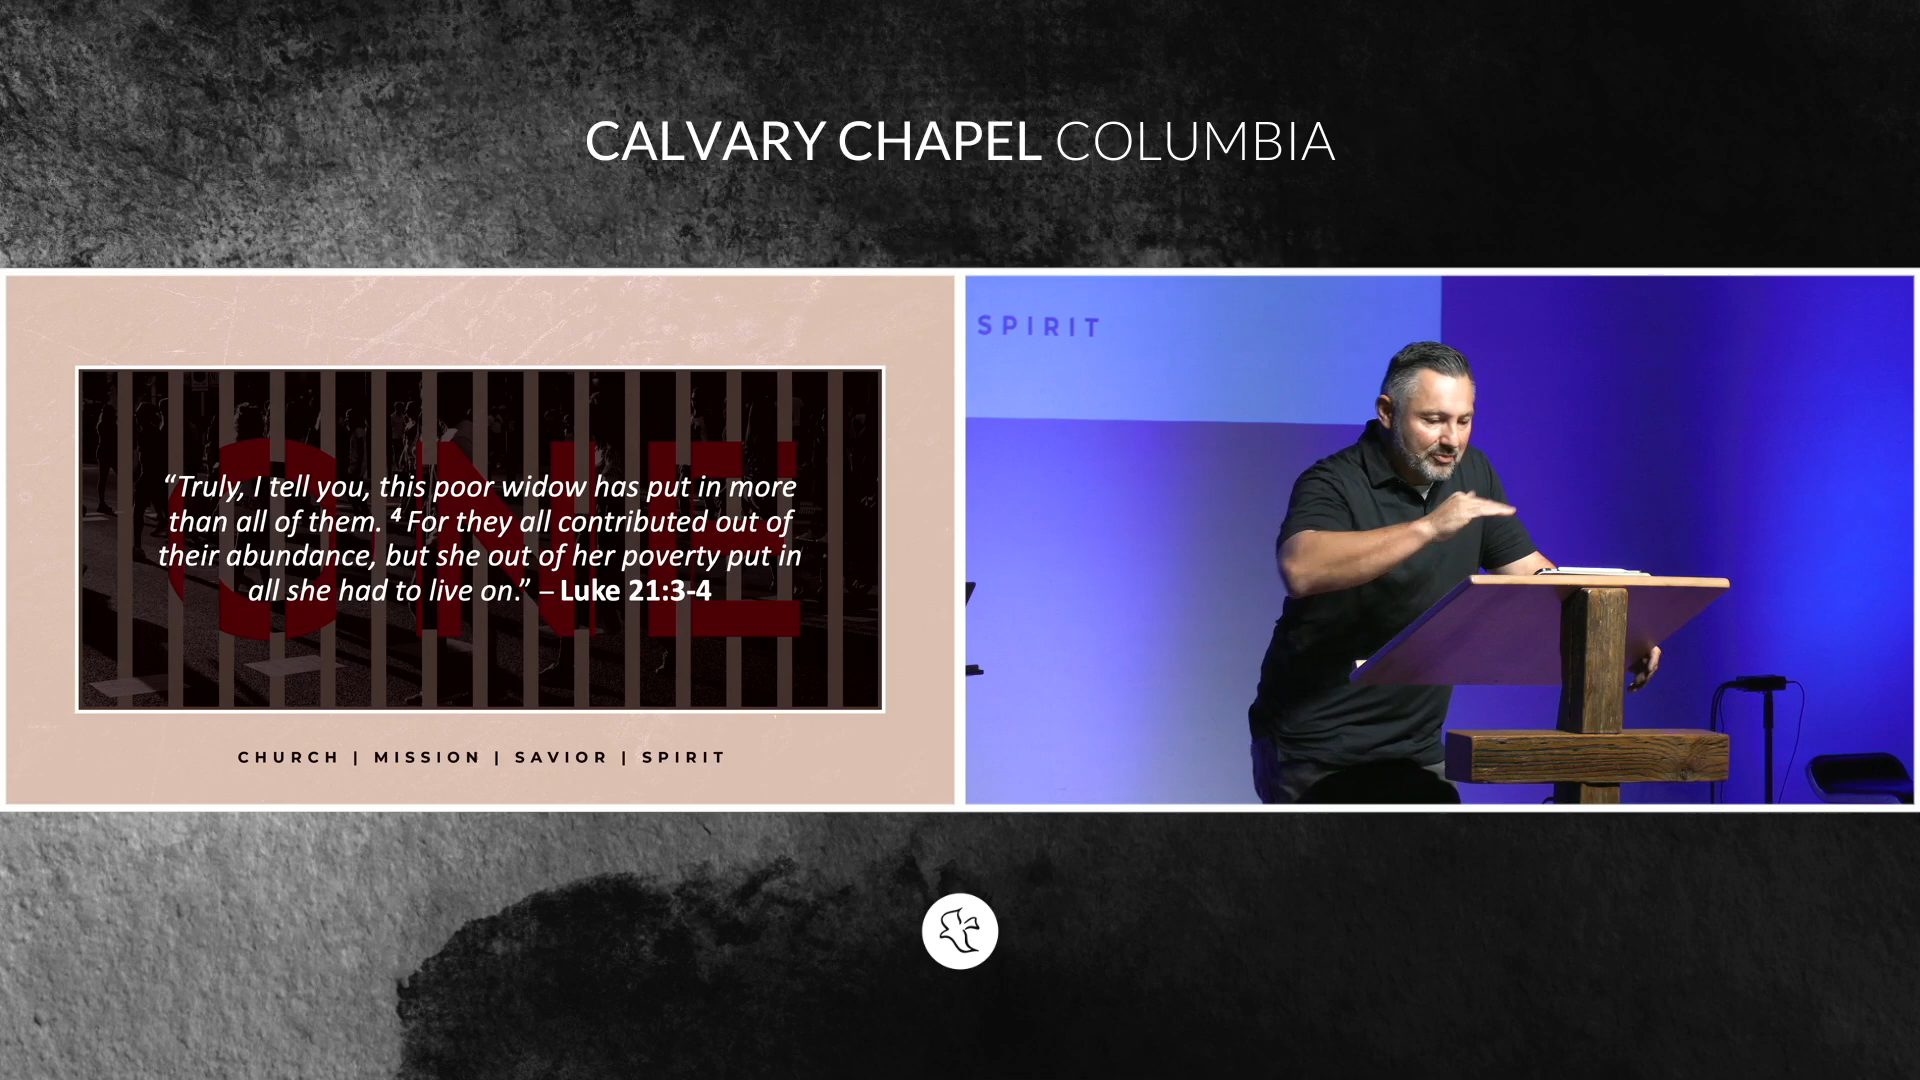 CALVARY CHAPEL COLUMBIA
ONE
“Truly, I tell you, this poor widow has put in more
than all of them. ⁴ For they all contributed out of
their abundance, but she out of her poverty put in
all she had to live on.” – Luke 21:3-4
CHURCH | MISSION | SAVIOR | SPIRIT
SPIRIT